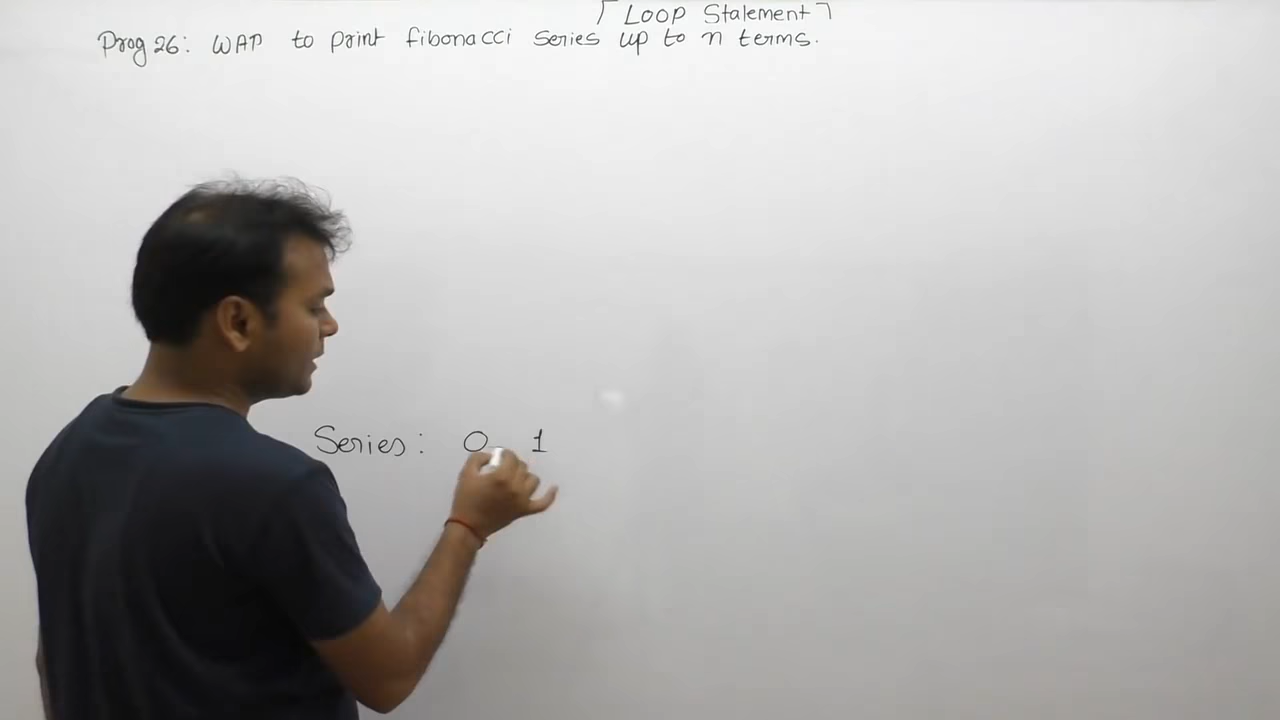 ⌈ Loop Statement ⌉
Prog 26: WAP to print fibonacci series up to n terms.
Series: 0 1